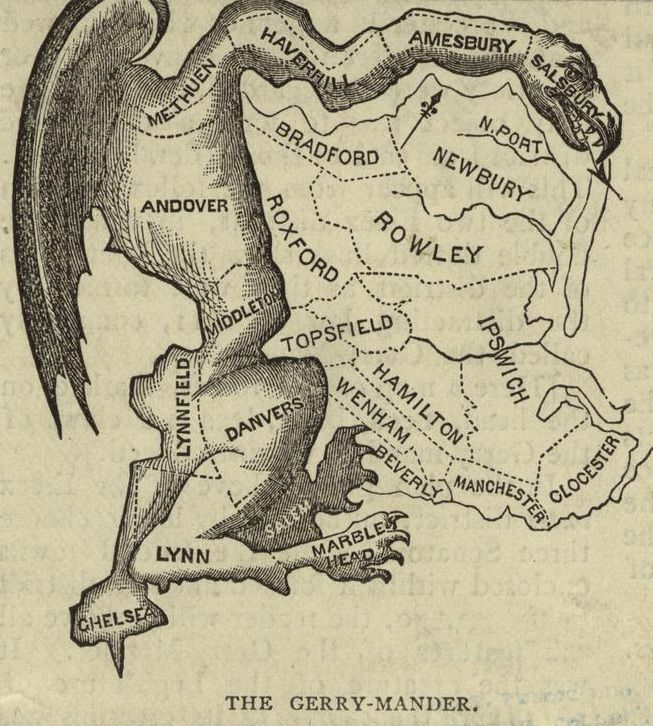 HAVERHILL
AMESBURY
SALSBURY
METHUEN
BRADFORD
N. PORT
NEWBURY
ANDOVER
ROXFORD
ROWLEY
MIDDLETON
TOPSFIELD
IPSWICH
LYNNFIELD
DANVERS
HAMILTON
WENHAM
BEVERLY
MANCHESTER
GLOCESTER
SALEM
LYNN
MARBLE
HEAD
CHELSEA
THE GERRY-MANDER.